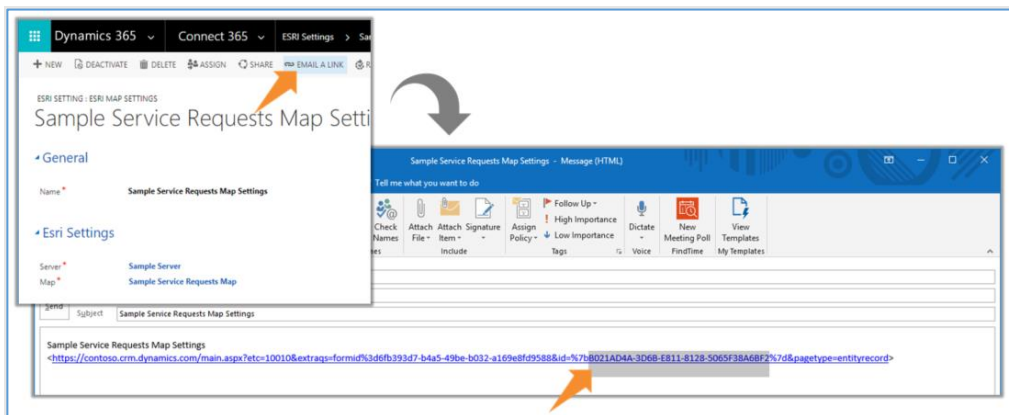 Dynamics 365 Connect 365 ESRI Settings > Sa
+ NEW DEACTIVATE DELETE ASSIGN SHARE EMAIL A LINK R
ESRI SETTING : ESRI MAP SETTINGS
Sample Service Requests Map Setti
General
Name * Sample Service Requests Map Settings
Esri Settings
Server * Sample Server
Map * Sample Service Requests Map
Sample Service Requests Map Settings - Message (HTML)
Tell me what you want to do
Check Names
Attach File
Attach Item
Signature
Include
Assign Policy
Follow Up
High Importance
Low Importance
Tags
Dictate
Voice
New Meeting Poll
FindTime
View Templates
My Templates
Send
Subject Sample Service Requests Map Settings
Sample Service Requests Map Settings
<https://contoso.crm.dynamics.com/main.aspx?etc=10010&extraqs=formid%3d6fb393d7-b4a5-49be-b032-a169e8fd9588&id=%7bB021AD4A-3D6B-E811-8128-5065F38A6BF2%7d&pagetype=entityrecord>